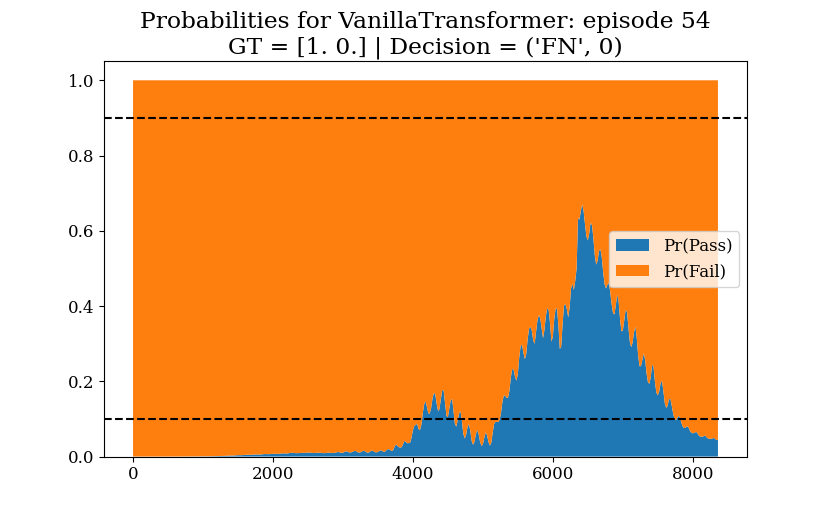 Probabilities for VanillaTransformer: episode 54
GT = [1. 0.] | Decision = ('FN', 0)
1.0
0.8
0.6
0.4
0.2
0.0
Pr(Pass)
Pr(Fail)
0 2000 4000 6000 8000